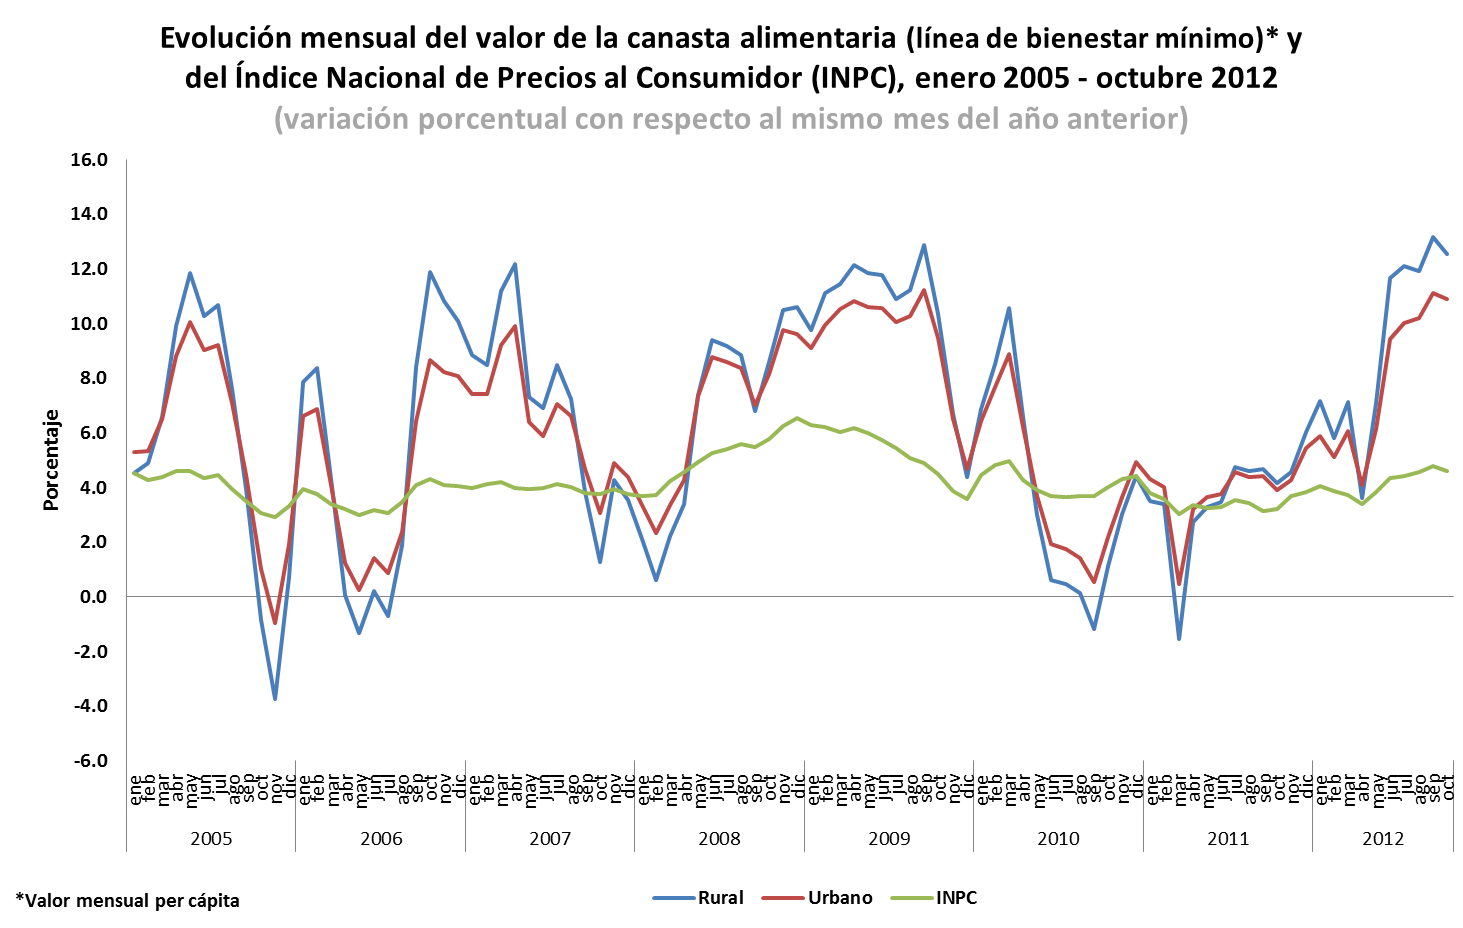 Evolución mensual del valor de la canasta alimentaria (línea de bienestar mínimo)* y
del Índice Nacional de Precios al Consumidor (INPC), enero 2005 - octubre 2012
(variación porcentual con respecto al mismo mes del año anterior)
Porcentaje
16.0
14.0
12.0
10.0
8.0
6.0
4.0
2.0
0.0
-2.0
-4.0
-6.0
ene feb mar abr may jun jul ago sep oct nov dic ene feb mar abr may jun jul ago sep oct nov dic ene feb mar abr may jun jul ago sep oct nov dic ene feb mar abr may jun jul ago sep oct nov dic ene feb mar abr may jun jul ago sep oct nov dic ene feb mar abr may jun jul ago sep oct nov dic ene feb mar abr may jun jul ago sep oct nov dic ene feb mar abr may jun jul ago sep oct
2005 2006 2007 2008 2009 2010 2011 2012
*Valor mensual per cápita
Rural Urbano INPC